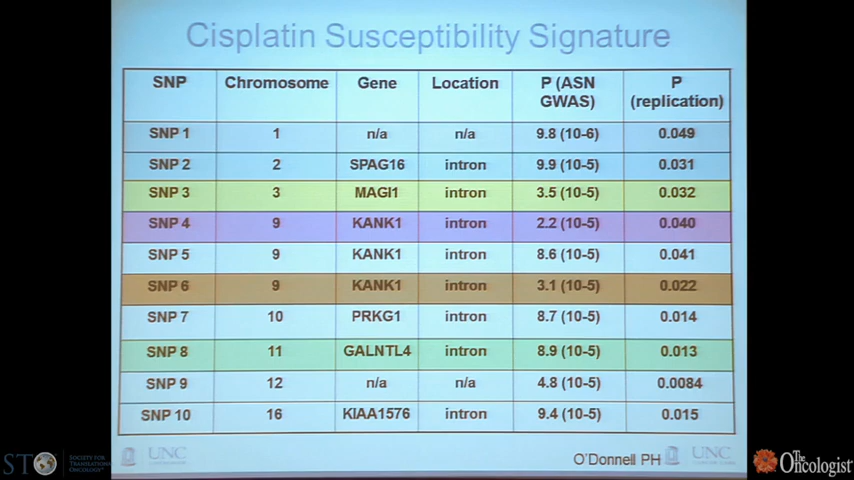 Cisplatin Susceptibility Signature
SNP Chromosome Gene Location P (ASN GWAS) P (replication)
SNP 1 1 n/a n/a 9.8 (10-6) 0.049
SNP 2 2 SPAG16 intron 9.9 (10-5) 0.031
SNP 3 3 MAGI1 intron 3.5 (10-5) 0.032
SNP 4 9 KANK1 intron 2.2 (10-5) 0.040
SNP 5 9 KANK1 intron 8.6 (10-5) 0.041
SNP 6 9 KANK1 intron 3.1 (10-5) 0.022
SNP 7 10 PRKG1 intron 8.7 (10-5) 0.014
SNP 8 11 GALNTL4 intron 8.9 (10-5) 0.013
SNP 9 12 n/a n/a 4.8 (10-5) 0.0084
SNP 10 16 KIAA1576 intron 9.4 (10-5) 0.015
UNC
O'Donnell PH
UNC
STO
SOCIETY FOR
TRANSLATIONAL
ONCOLOGY
The
Oncologist